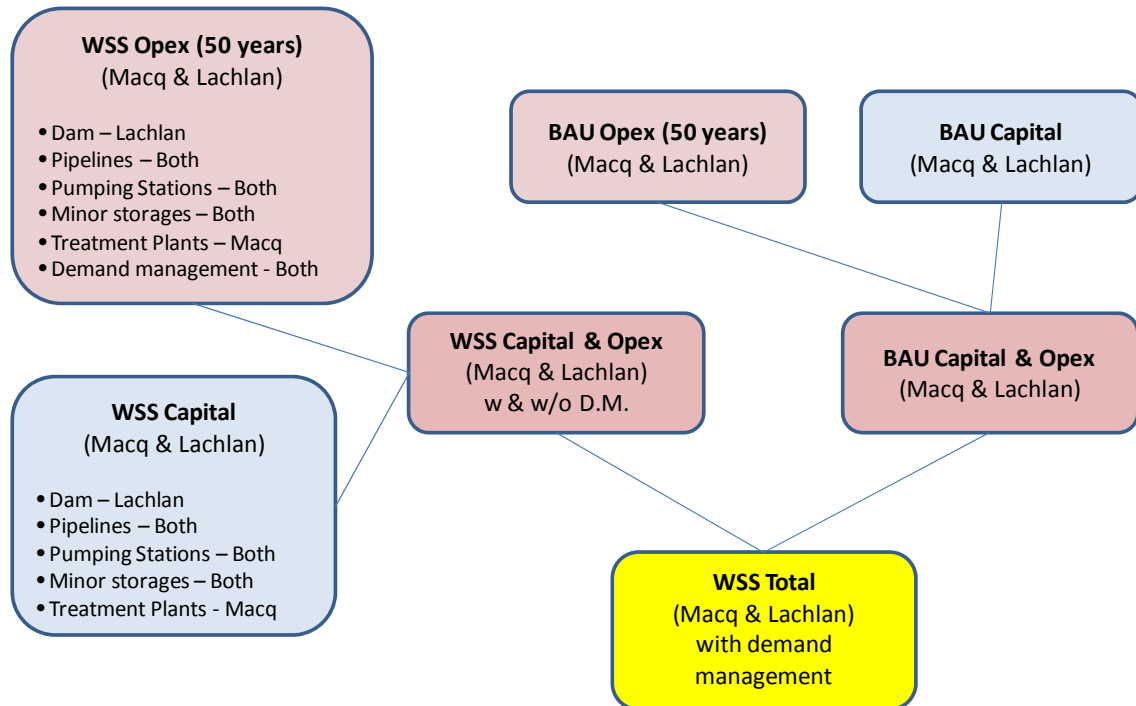 WSS Opex (50 years)
(Macq & Lachlan)
• Dam – Lachlan
• Pipelines – Both
• Pumping Stations – Both
• Minor storages – Both
• Treatment Plants – Macq
• Demand management - Both
BAU Opex (50 years)
(Macq & Lachlan)
BAU Capital
(Macq & Lachlan)
WSS Capital & Opex
(Macq & Lachlan)
w & w/o D.M.
BAU Capital & Opex
(Macq & Lachlan)
WSS Capital
(Macq & Lachlan)
• Dam – Lachlan
• Pipelines – Both
• Pumping Stations – Both
• Minor storages – Both
• Treatment Plants - Macq
WSS Total
(Macq & Lachlan)
with demand
management